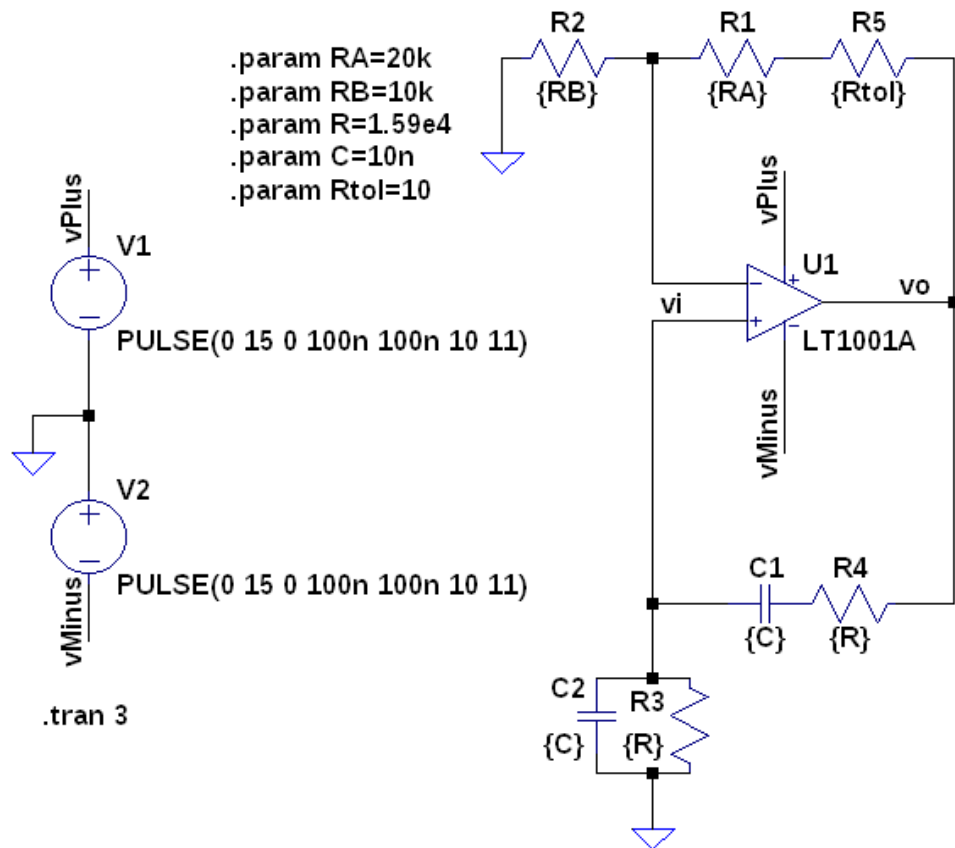 R2
R1
R5
.param RA=20k
.param RB=10k
.param R=1.59e4
.param C=10n
.param Rtol=10
{RB}
{RA}
{Rtol}
vPlus
vPlus
V1
U1
vi
vo
PULSE(0 15 0 100n 100n 10 11)
LT1001A
vMinus
V2
PULSE(0 15 0 100n 100n 10 11)
C1
R4
{C}
{R}
vMinus
C2
R3
.tran 3
{C}
{R}